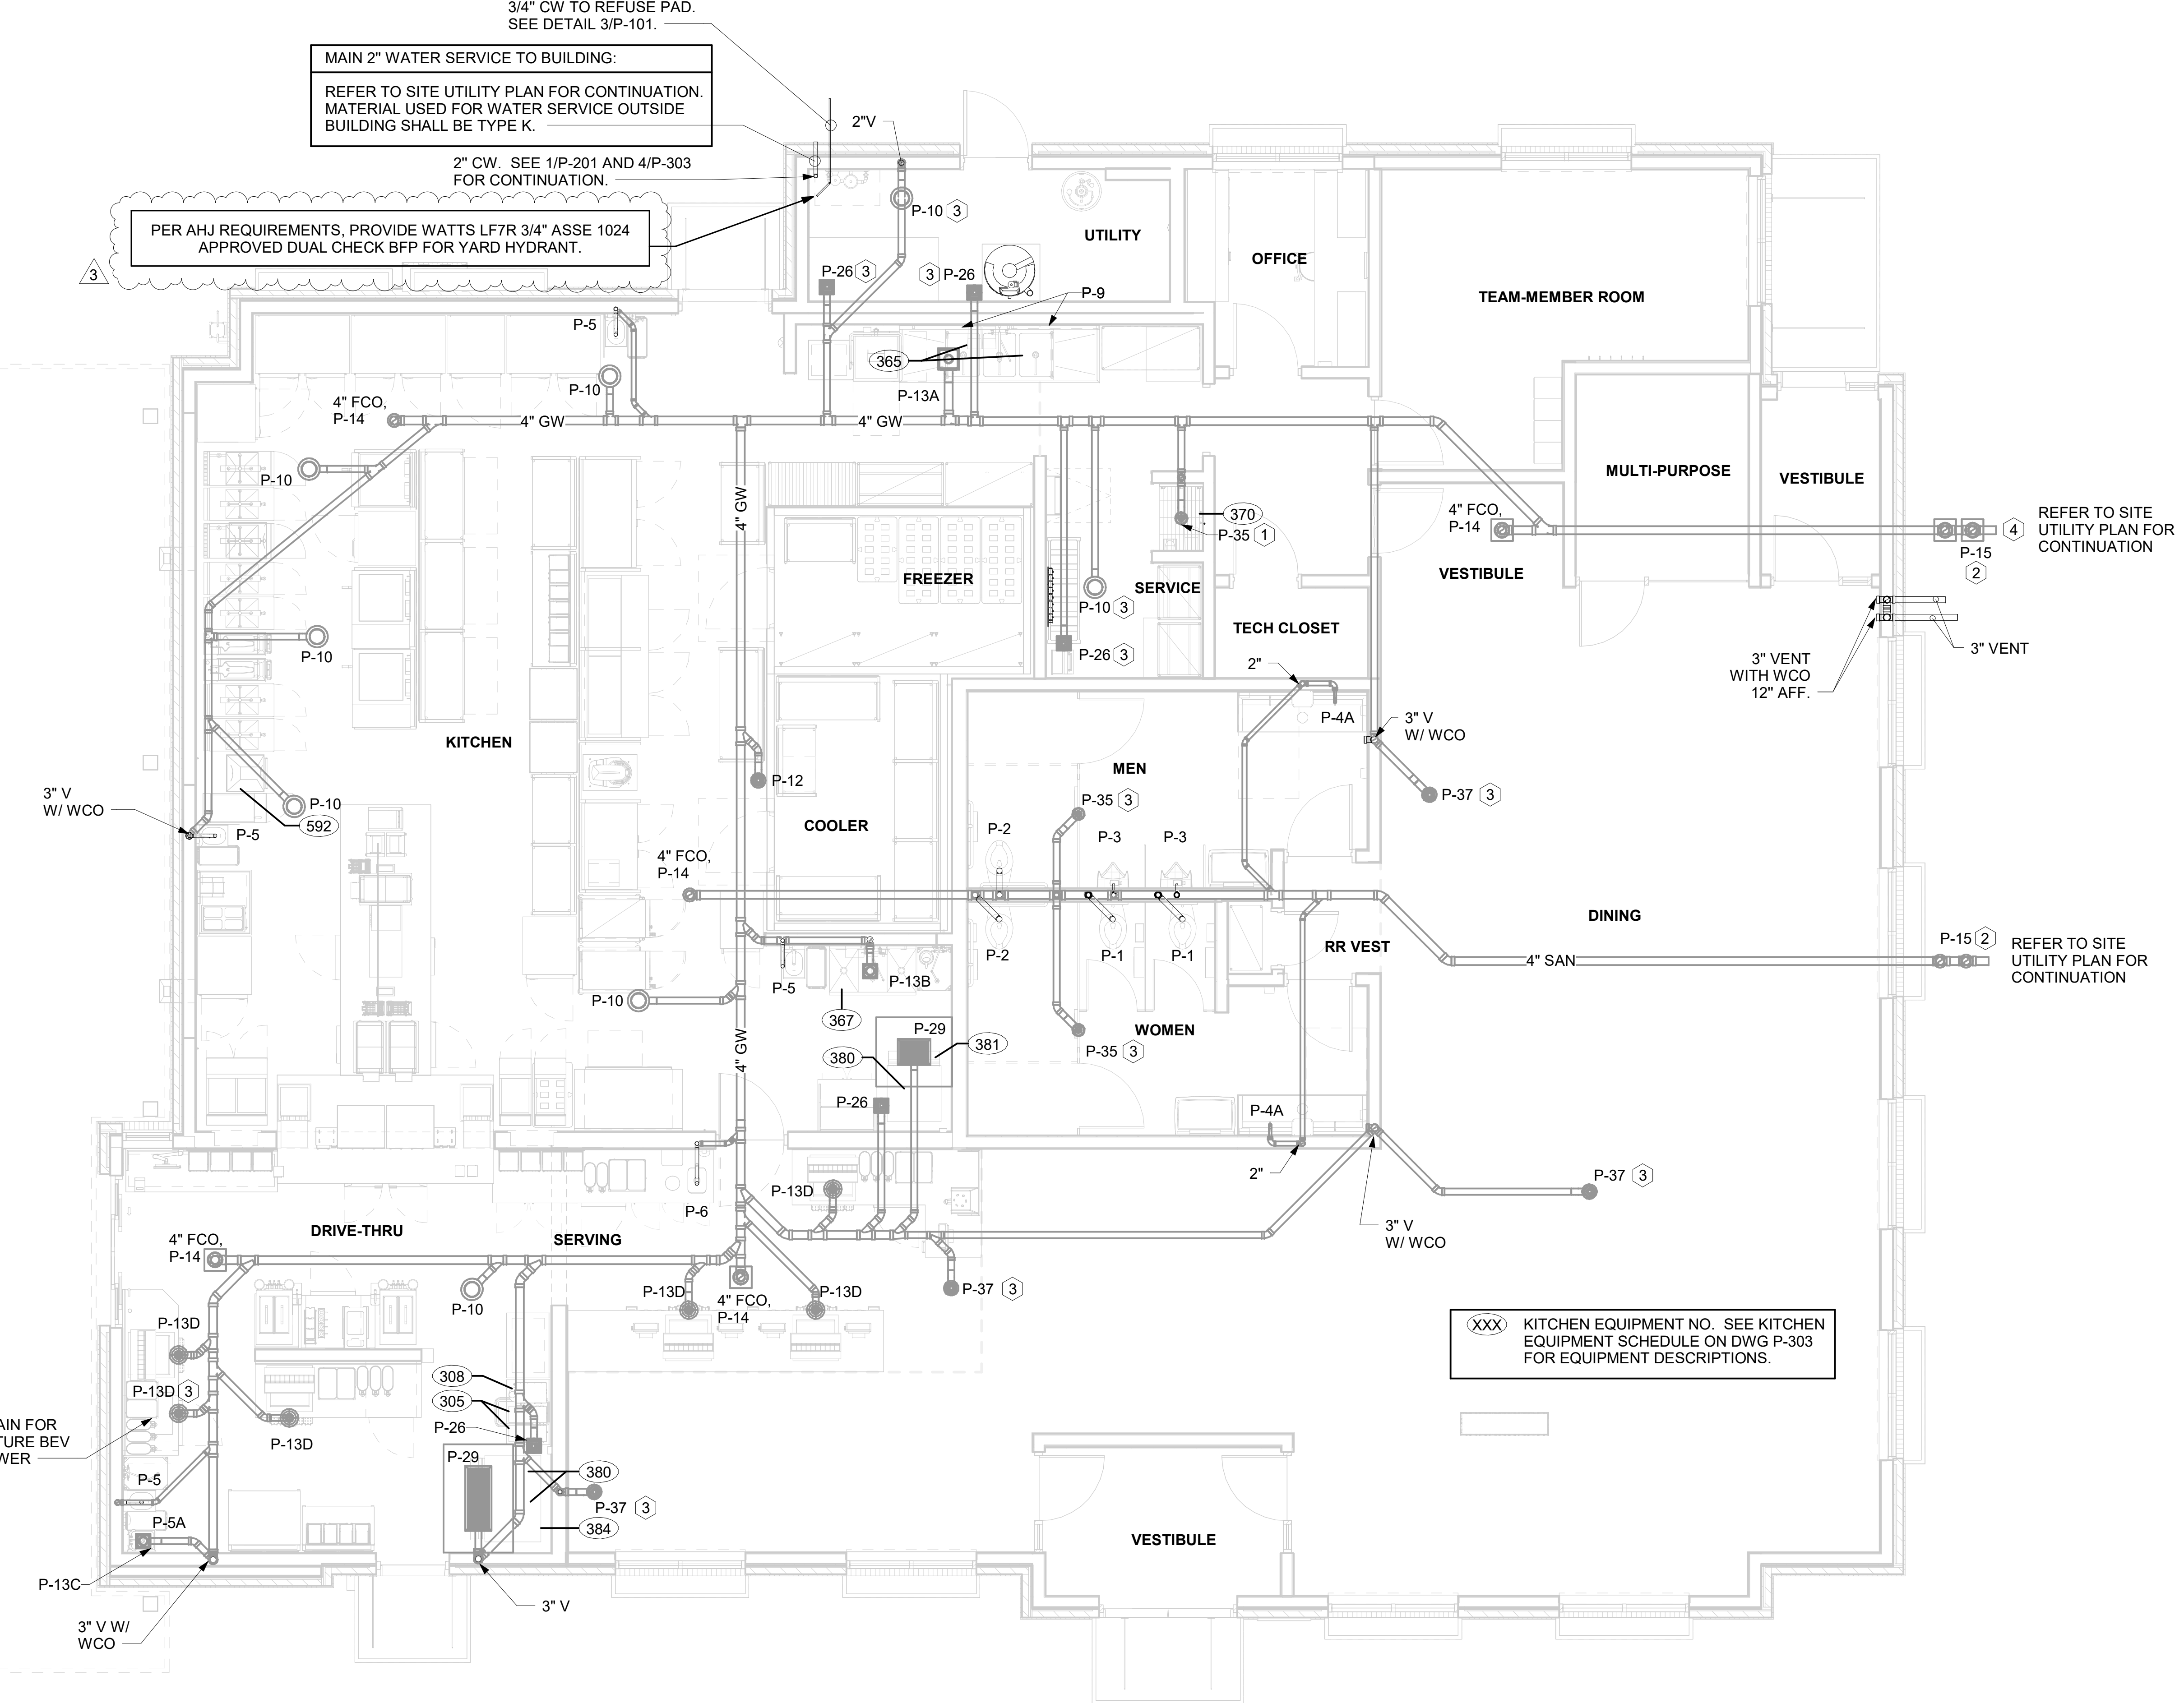 3/4" CW TO REFUSE PAD.
SEE DETAIL 3/P-101.
MAIN 2" WATER SERVICE TO BUILDING:
REFER TO SITE UTILITY PLAN FOR CONTINUATION.
MATERIAL USED FOR WATER SERVICE OUTSIDE
BUILDING SHALL BE TYPE K.
2" CW. SEE 1/P-201 AND 4/P-303
FOR CONTINUATION.
PER AHJ REQUIREMENTS, PROVIDE WATTS LF7R 3/4" ASSE 1024
APPROVED DUAL CHECK BFP FOR YARD HYDRANT.
3
2"V
P-10 3
UTILITY
P-26 3
3 P-26
P-9
OFFICE
TEAM-MEMBER ROOM
P-5
365
P-10
P-13A
4" FCO,
P-14
4" GW
4" GW
P-10
4" GW
MULTI-PURPOSE
VESTIBULE
370
P-35 1
4" FCO,
P-14
4
REFER TO SITE
UTILITY PLAN FOR
CONTINUATION
P-15
2
FREEZER
SERVICE
VESTIBULE
P-10 3
TECH CLOSET
P-10
P-26 3
3" VENT
3" VENT
WITH WCO
12" AFF.
2"
P-4A
3" V
W/ WCO
KITCHEN
MEN
P-12
P-37 3
3" V
W/ WCO
P-10
P-35 3
592
P-5
COOLER
P-2
P-3
P-3
4" FCO,
P-14
DINING
RR VEST
P-2
P-1
P-1
4" SAN
P-15 2
REFER TO SITE
UTILITY PLAN FOR
CONTINUATION
P-5
P-13B
P-10
367
P-29
WOMEN
4" GW
380
381
P-35 3
P-26
P-4A
2"
P-37 3
P-13D
P-6
DRIVE-THRU
SERVING
3" V
W/ WCO
4" FCO,
P-14
P-10
P-13D
4" FCO,
P-14
P-13D
P-37 3
P-13D
XXX
KITCHEN EQUIPMENT NO. SEE KITCHEN
EQUIPMENT SCHEDULE ON DWG P-303
FOR EQUIPMENT DESCRIPTIONS.
308
P-13D 3
305
P-26
P-13D
AIN FOR
TURE BEV
WER
P-29
P-5
380
P-37 3
P-5A
384
VESTIBULE
P-13C
3" V
3" V W/
WCO